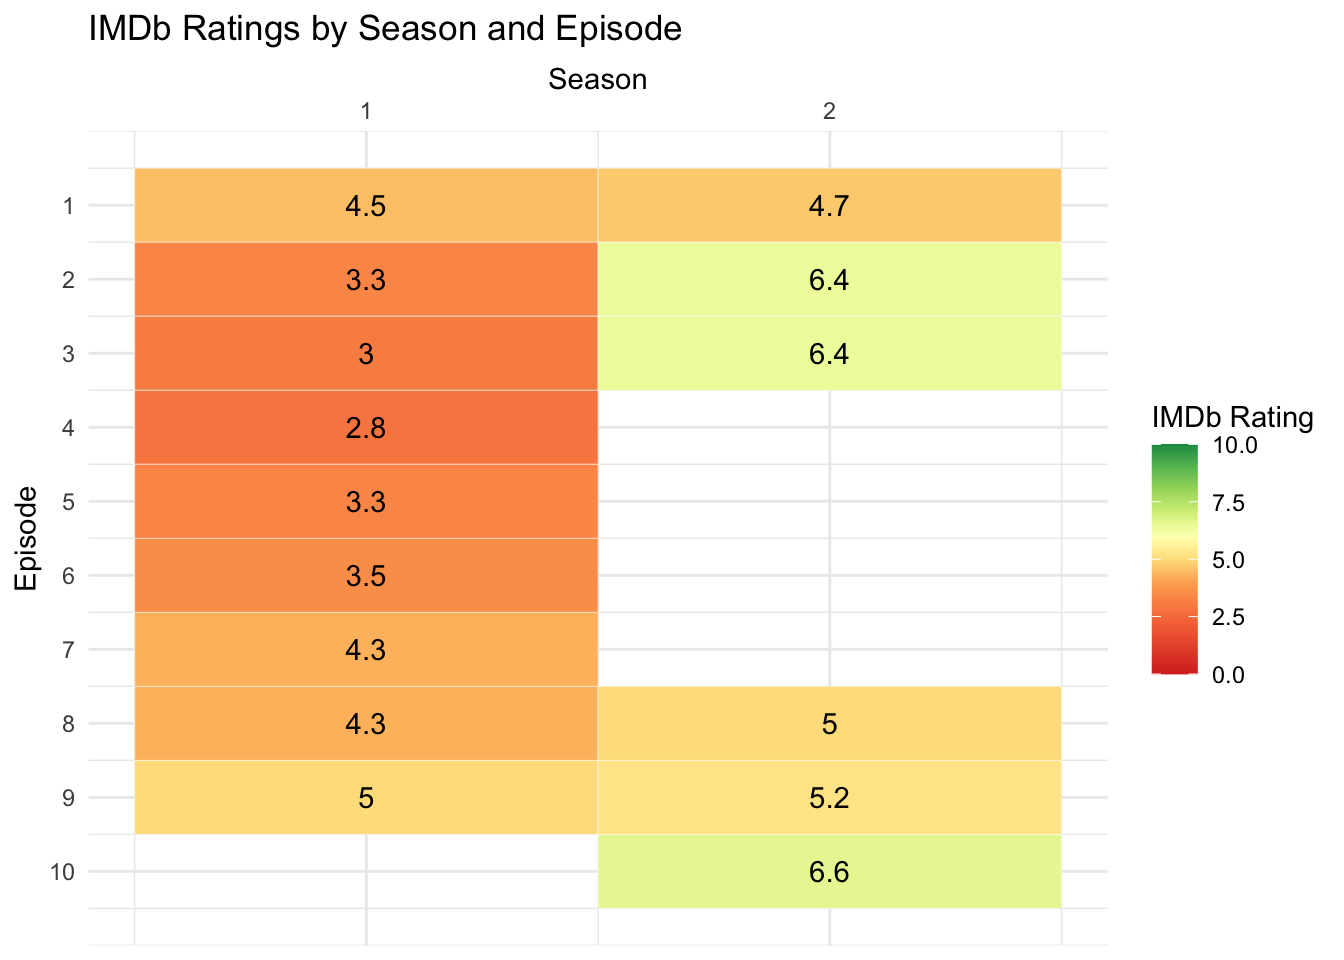 IMDb Ratings by Season and Episode
Season
1 2
1 4.5 4.7
2 3.3 6.4
3 3 6.4
4 2.8
5 3.3
6 3.5
7 4.3
8 4.3 5
9 5 5.2
10 6.6
Episode
IMDb Rating
10.0
7.5
5.0
2.5
0.0